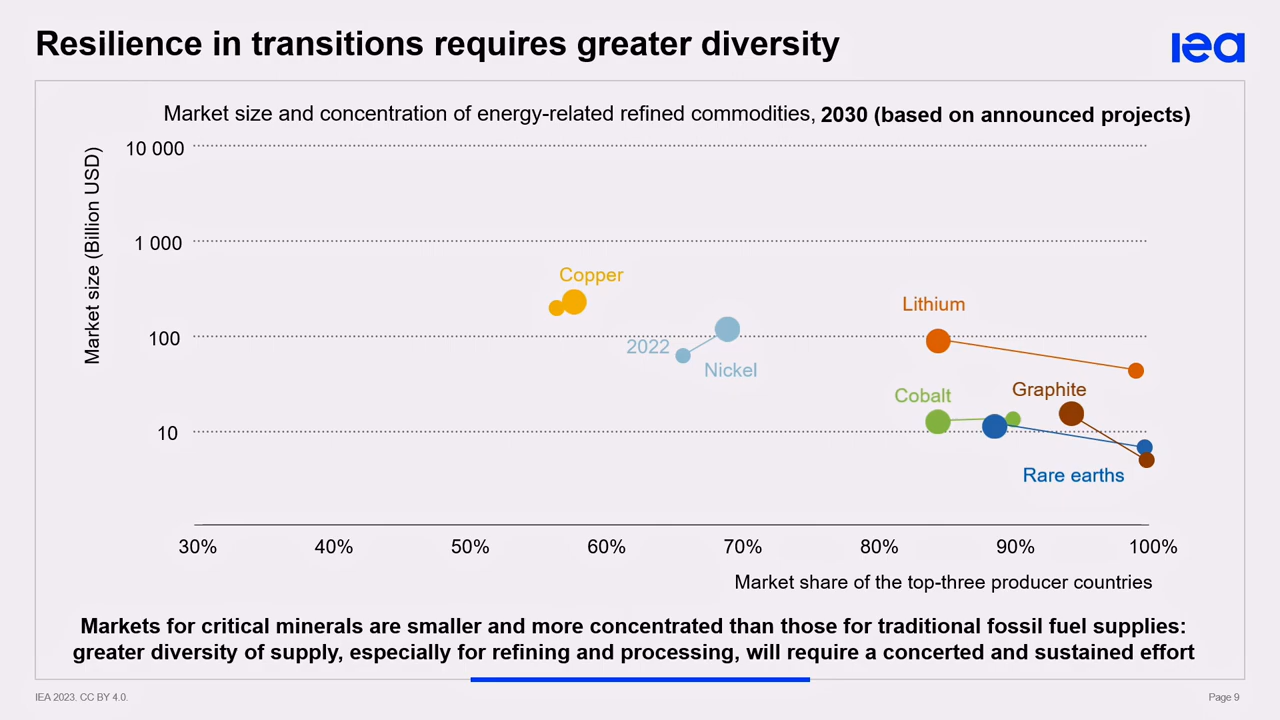 Resilience in transitions requires greater diversity
iea
Market size and concentration of energy-related refined commodities, 2030 (based on announced projects)
Market size (Billion USD)
10 000
1 000
100
10
Copper
2022
Nickel
Lithium
Cobalt
Graphite
Rare earths
30% 40% 50% 60% 70% 80% 90% 100%
Market share of the top-three producer countries
Markets for critical minerals are smaller and more concentrated than those for traditional fossil fuel supplies:
greater diversity of supply, especially for refining and processing, will require a concerted and sustained effort
IEA 2023. CC BY 4.0.
Page 9